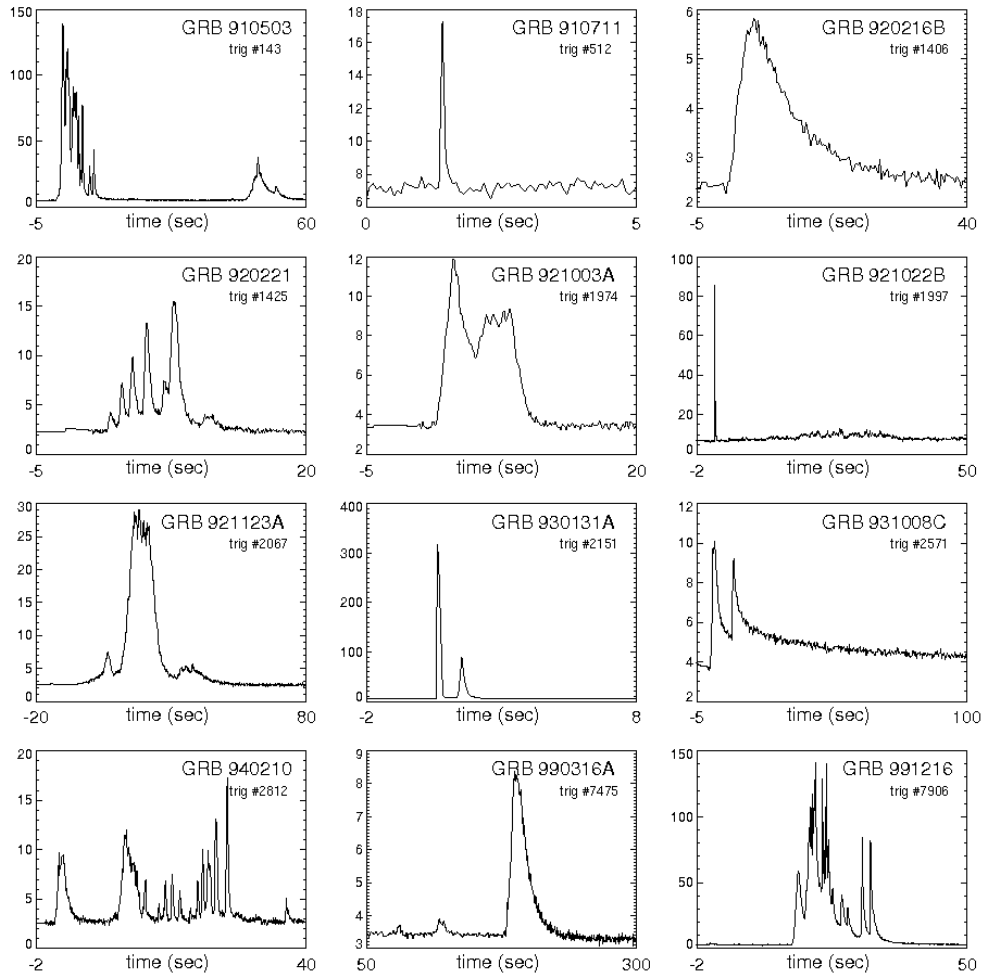 GRB 910503
trig #143
150
100
50
0
-5
time (sec)
60
GRB 910711
trig #512
18
16
14
12
10
8
6
0
time (sec)
5
GRB 920216B
trig #1406
6
5
4
3
2
-5
time (sec)
40
GRB 920221
trig #1425
20
15
10
5
0
-5
time (sec)
20
GRB 921003A
trig #1974
12
10
8
6
4
2
-5
time (sec)
20
GRB 921022B
trig #1997
100
80
60
40
20
0
-2
time (sec)
50
GRB 921123A
trig #2067
30
25
20
15
10
5
0
-20
time (sec)
80
GRB 930131A
trig #2151
400
300
200
100
0
-2
time (sec)
8
GRB 931008C
trig #2571
12
10
8
6
4
2
-5
time (sec)
100
GRB 940210
trig #2812
20
15
10
5
0
-2
time (sec)
40
GRB 990316A
trig #7475
9
8
7
6
5
4
3
50
time (sec)
300
GRB 991216
trig #7906
150
100
50
0
-2
time (sec)
50